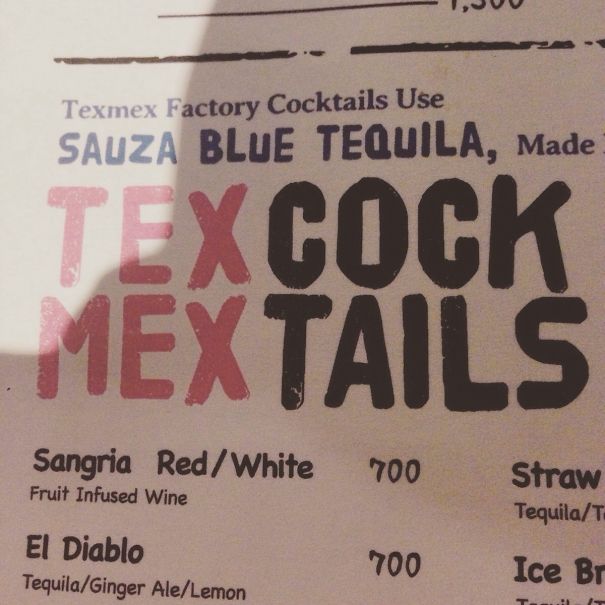 Texmex Factory Cocktails Use
SAUZA BLUE TEQUILA, Made
TEX COCK
MEX TAILS
Sangria Red/White 700
Fruit Infused Wine
El Diablo 700
Tequila/Ginger Ale/Lemon
Straw
Tequila/T
Ice Br